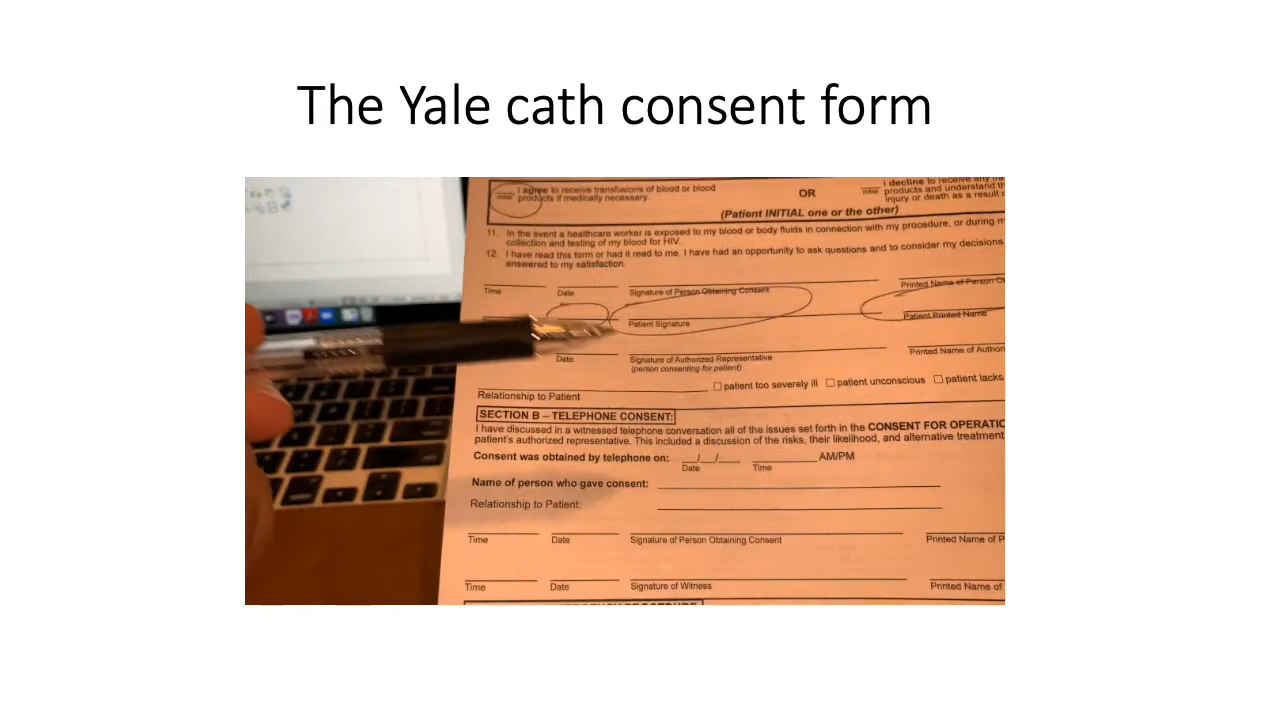 The Yale cath consent form
initial
I agree to receive transfusions of blood or blood
products if medically necessary.
OR
initial
I decline to receive any
products and understand
injury or death as a result
(Patient INITIAL one or the other)
11. In the event a healthcare worker is exposed to my blood or body fluids in connection with my procedure, or during
collection and testing of my blood for HIV.
12. I have read this form or had it read to me. I have had an opportunity to ask questions and to consider my decisions
answered to my satisfaction.
Time Date Signature of Person Obtaining Consent Printed Name of Person
Patient Signature Patient Printed Name
Date Signature of Authorized Representative Printed Name of
(person consenting for patient)
Relationship to Patient ☐ patient too severely ill ☐ patient unconscious ☐ patient lacks
SECTION B – TELEPHONE CONSENT:
I have discussed in a witnessed telephone conversation all of the issues set forth in the CONSENT FOR
patient's authorized representative. This included a discussion of the risks, their likelihood, and alternative treatment
Consent was obtained by telephone on: __/__/___ ________ AM/PM
Date Time
Name of person who gave consent:
Relationship to Patient:
Time Date Signature of Person Obtaining Consent Printed Name of
Time Date Signature of Witness Printed Name of